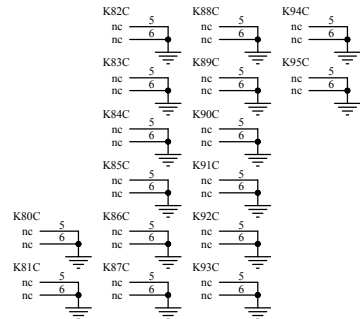 K82C K88C K94C
nc 5 nc 5 nc 5
nc 6 nc 6 nc 6
K83C K89C K95C
nc 5 nc 5 nc 5
nc 6 nc 6 nc 6
K84C K90C
nc 5 nc 5
nc 6 nc 6
K85C K91C
nc 5 nc 5
nc 6 nc 6
K80C K86C K92C
nc 5 nc 5 nc 5
nc 6 nc 6 nc 6
K81C K87C K93C
nc 5 nc 5 nc 5
nc 6 nc 6 nc 6